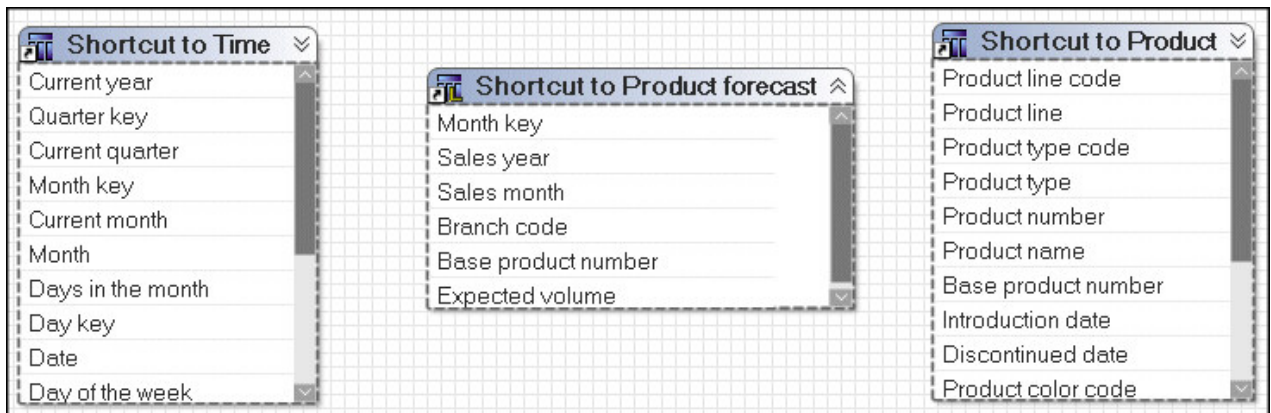 Shortcut to Time
Current year
Quarter key
Current quarter
Month key
Current month
Month
Days in the month
Day key
Date
Day of the week
Shortcut to Product forecast
Month key
Sales year
Sales month
Branch code
Base product number
Expected volume
Shortcut to Product
Product line code
Product line
Product type code
Product type
Product number
Product name
Base product number
Introduction date
Discontinued date
Product color code